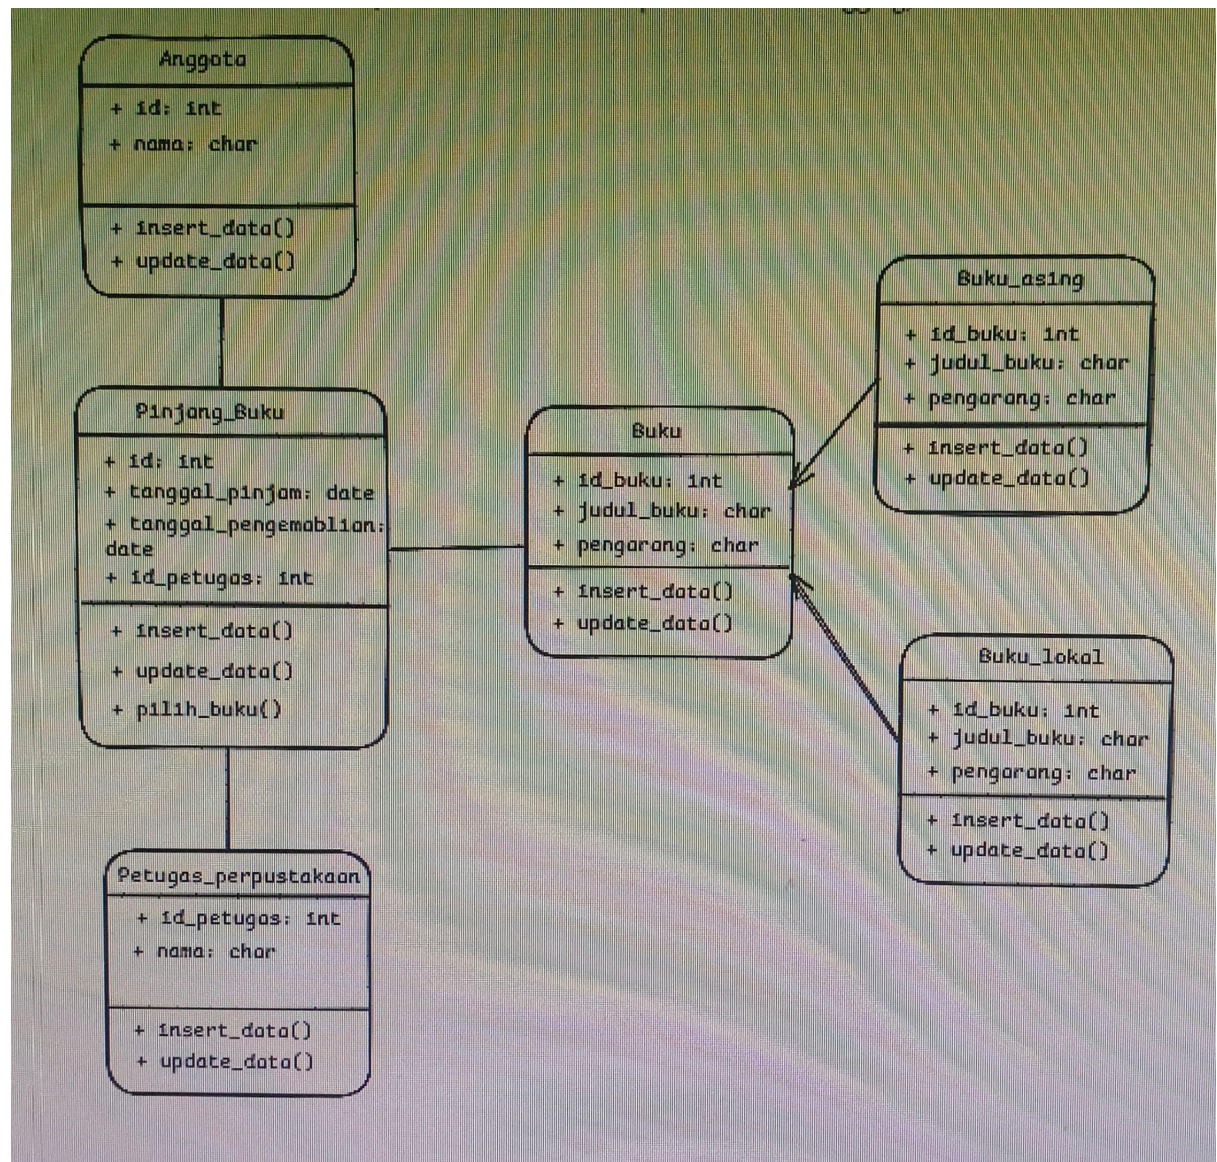 Anggota
+ id: int
+ nama: char
+ insert_data()
+ update_data()
Pinjang_Buku
+ id: int
+ tanggal_pinjam: date
+ tanggal_pengemablian:
date
+ id_petugas: int
+ insert_data()
+ update_data()
+ pilih_buku()
Petugas_perpustakaan
+ id_petugas: int
+ nama: char
+ insert_data()
+ update_data()
Buku
+ id_buku: int
+ judul_buku: char
+ pengarang: char
+ insert_data()
+ update_data()
Buku_asing
+ id_buku: int
+ judul_buku: char
+ pengarang: char
+ insert_data()
+ update_data()
Buku_lokal
+ id_buku: int
+ judul_buku: char
+ pengarang: char
+ insert_data()
+ update_data()